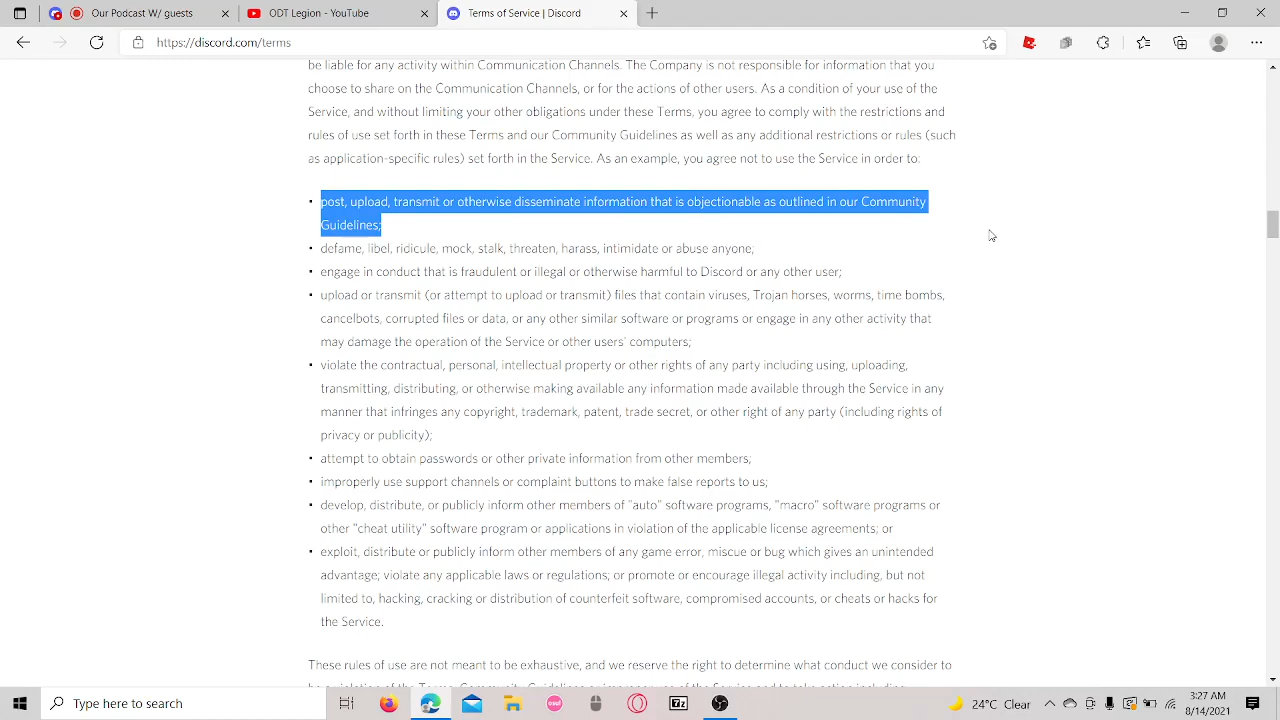 Our Podcast W/ guests
ODT Legion - YouTube
Terms of Service | Discord
https://discord.com/terms
be liable for any activity within Communication Channels. The Company is not responsible for information that you
choose to share on the Communication Channels, or for the actions of other users. As a condition of your use of the
Service, and without limiting your other obligations under these Terms, you agree to comply with the restrictions and
rules of use set forth in these Terms and our Community Guidelines as well as any additional restrictions or rules (such
as application-specific rules) set forth in the Service. As an example, you agree not to use the Service in order to:
• post, upload, transmit or otherwise disseminate information that is objectionable as outlined in our Community
Guidelines;
• defame, libel, ridicule, mock, stalk, threaten, harass, intimidate or abuse anyone;
• engage in conduct that is fraudulent or illegal or otherwise harmful to Discord or any other user;
• upload or transmit (or attempt to upload or transmit) files that contain viruses, Trojan horses, worms, time bombs,
cancelbots, corrupted files or data, or any other similar software or programs or engage in any other activity that
may damage the operation of the Service or other users' computers;
• violate the contractual, personal, intellectual property or other rights of any party including using, uploading,
transmitting, distributing, or otherwise making available any information made available through the Service in any
manner that infringes any copyright, trademark, patent, trade secret, or other right of any party (including rights of
privacy or publicity);
• attempt to obtain passwords or other private information from other members;
• improperly use support channels or complaint buttons to make false reports to us;
• develop, distribute, or publicly inform other members of "auto" software programs, "macro" software programs or
other "cheat utility" software program or applications in violation of the applicable license agreements; or
• exploit, distribute or publicly inform other members of any game error, miscue or bug which gives an unintended
advantage; violate any applicable laws or regulations; or promote or encourage illegal activity including, but not
limited to, hacking, cracking or distribution of counterfeit software, compromised accounts, or cheats or hacks for
the Service.
These rules of use are not meant to be exhaustive, and we reserve the right to determine what conduct we consider to
Type here to search
osu!
7z
24°C Clear
3:27 AM
8/14/2021